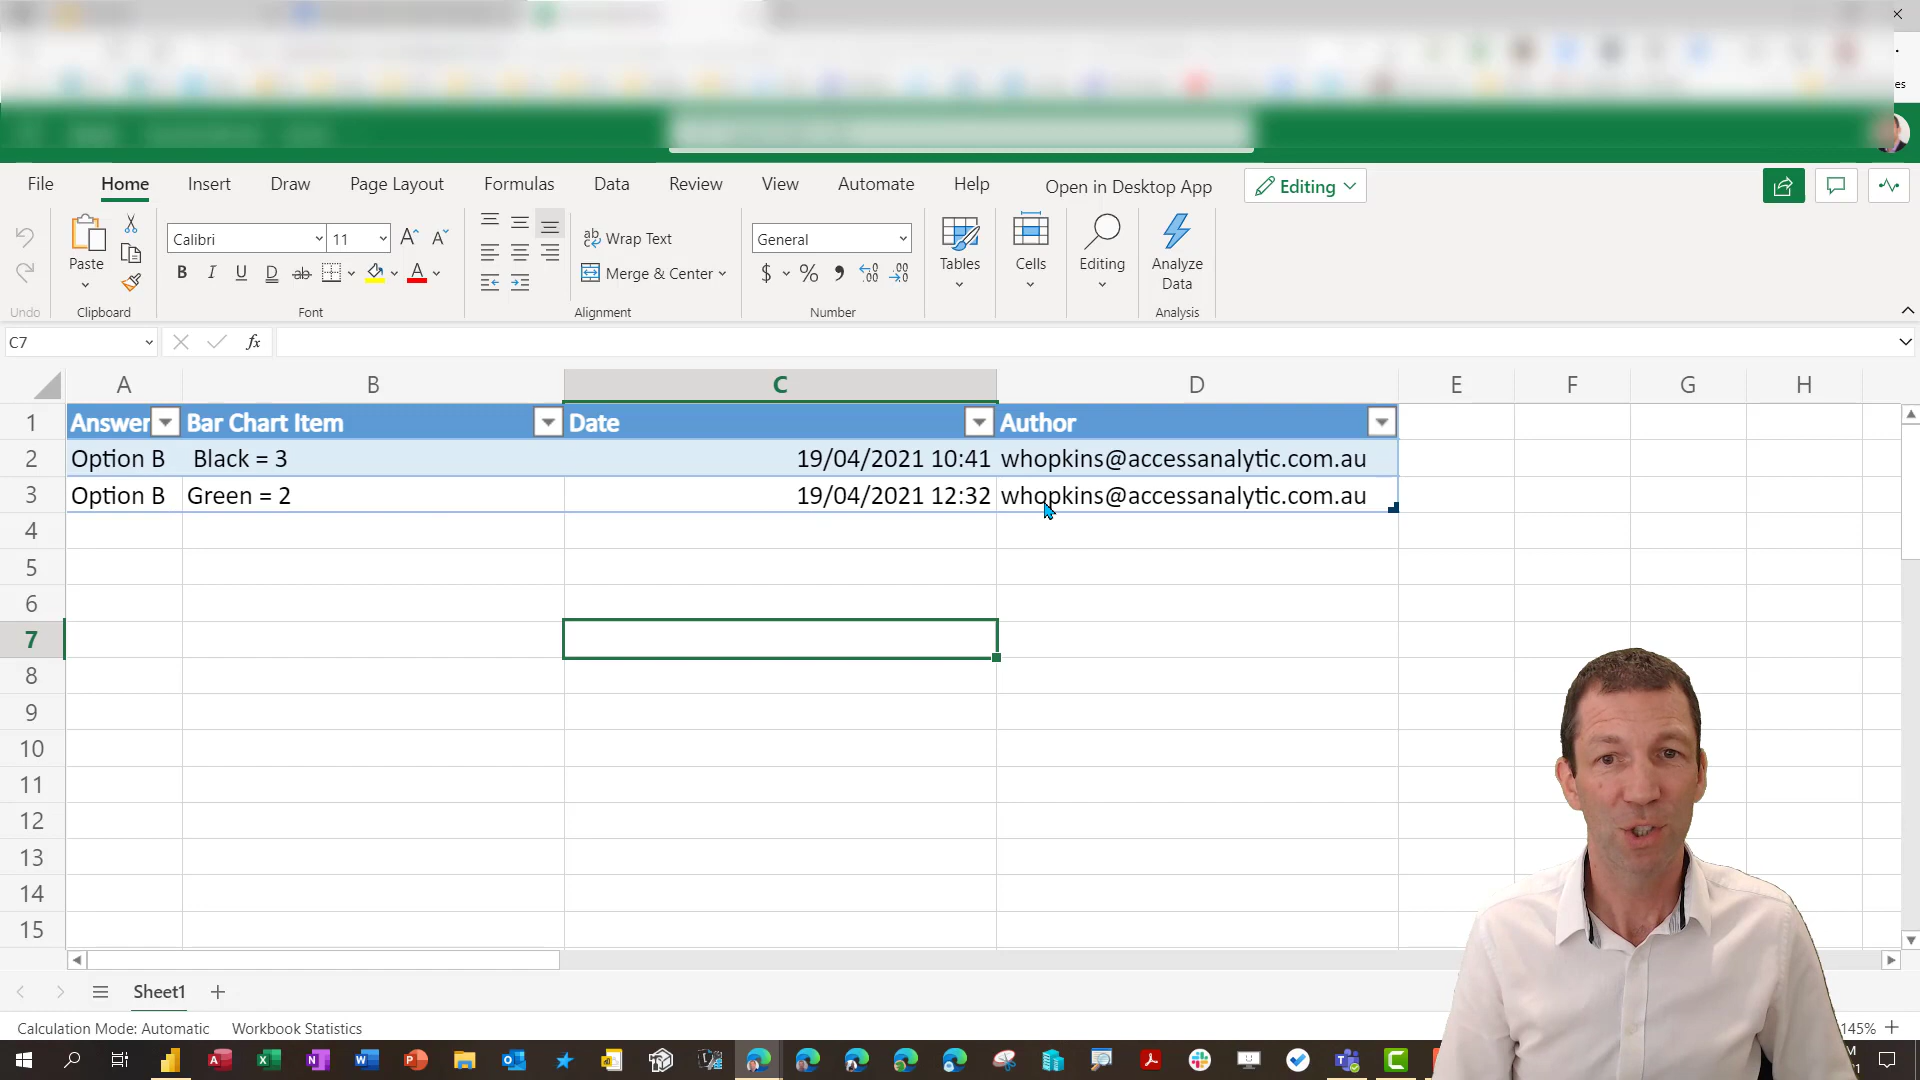 File Home Insert Draw Page Layout Formulas Data Review View Automate Help Open in Desktop App Editing
Calibri 11 Wrap Text General
Paste Merge & Center $ % Tables Cells Editing Analyze Data
Undo Clipboard Font Alignment Number Analysis
C7 fx
A B C D E F G H
1 Answer Bar Chart Item Date Author
2 Option B Black = 3 19/04/2021 10:41 whopkins@accessanalytic.com.au
3 Option B Green = 2 19/04/2021 12:32 whopkins@accessanalytic.com.au
4
5
6
7
8
9
10
11
12
13
14
15
Sheet1
Calculation Mode: Automatic Workbook Statistics 145%